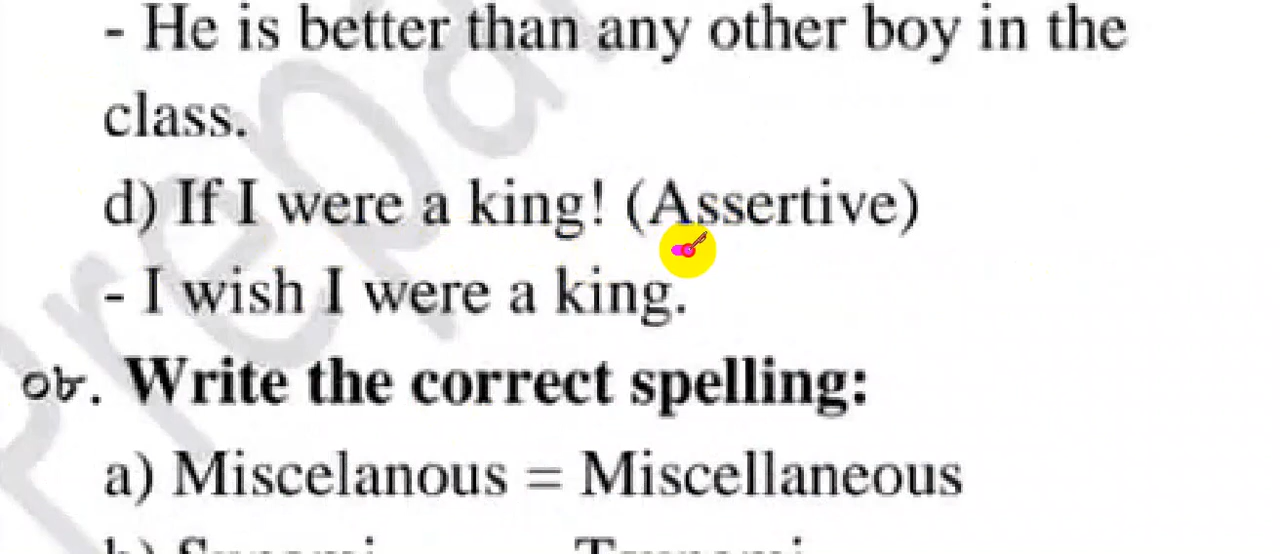 - He is better than any other boy in the
class.
d) If I were a king! (Assertive)
- I wish I were a king.
০৮. Write the correct spelling:
a) Miscelanous = Miscellaneous